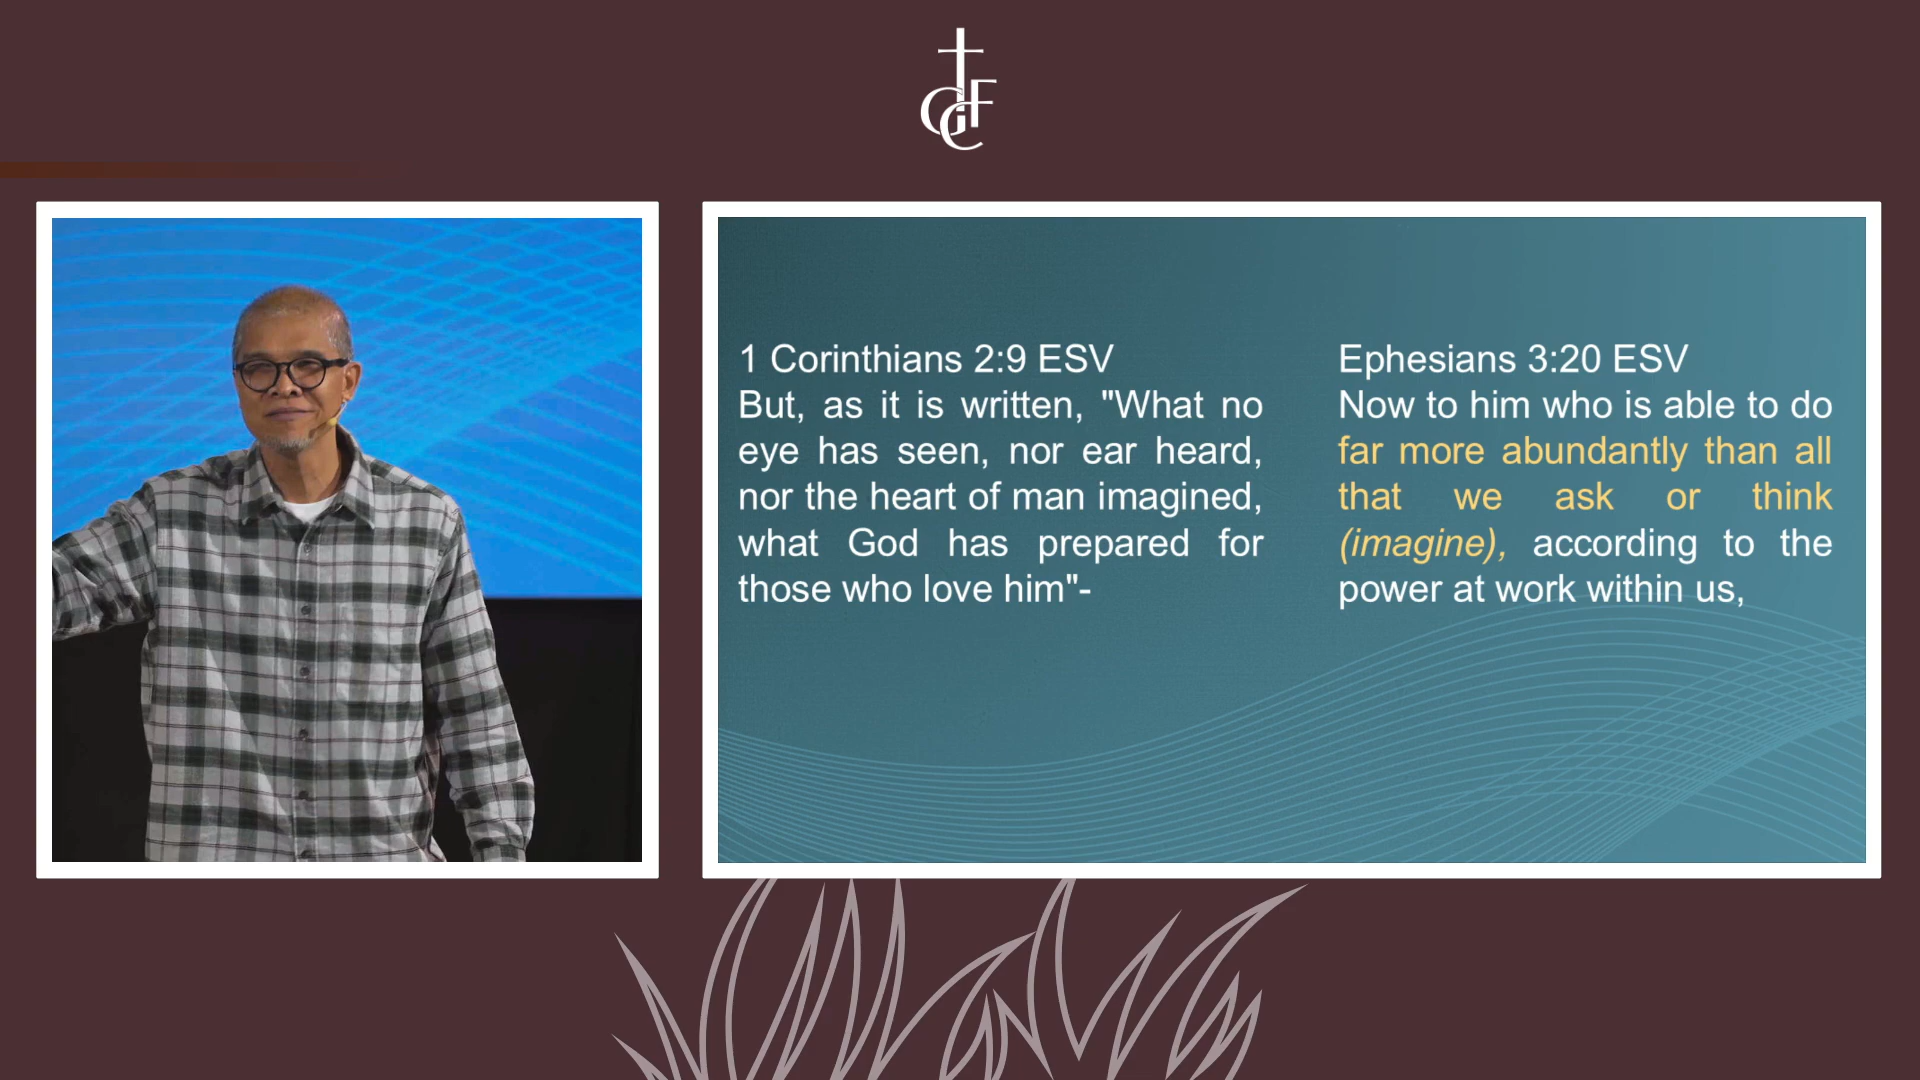 1 Corinthians 2:9 ESV
But, as it is written, "What no
eye has seen, nor ear heard,
nor the heart of man imagined,
what God has prepared for
those who love him"-
Ephesians 3:20 ESV
Now to him who is able to do
far more abundantly than all
that we ask or think
(imagine), according to the
power at work within us,